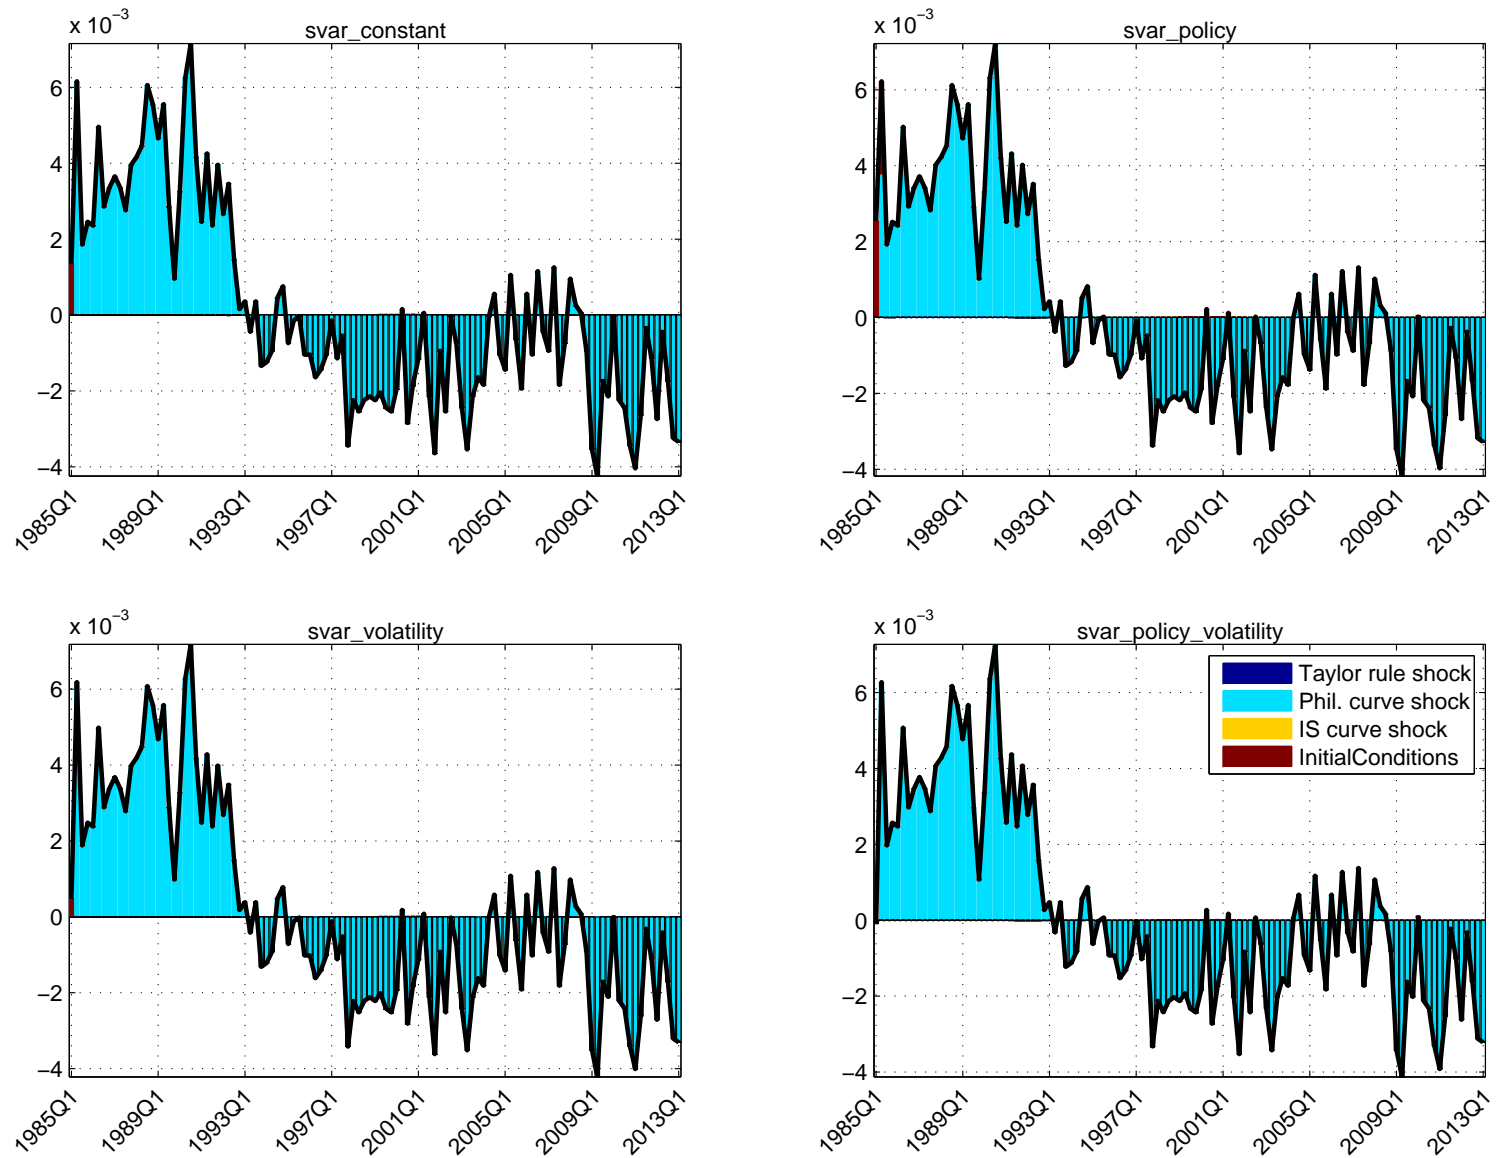 x 10−3
svar_constant
6
4
2
0
−2
−4
1985Q1
1989Q1
1993Q1
1997Q1
2001Q1
2005Q1
2009Q1
2013Q1
x 10−3
svar_policy
6
4
2
0
−2
−4
1985Q1
1989Q1
1993Q1
1997Q1
2001Q1
2005Q1
2009Q1
2013Q1
x 10−3
svar_volatility
6
4
2
0
−2
−4
1985Q1
1989Q1
1993Q1
1997Q1
2001Q1
2005Q1
2009Q1
2013Q1
x 10−3
svar_policy_volatility
6
4
2
0
−2
−4
1985Q1
1989Q1
1993Q1
1997Q1
2001Q1
2005Q1
2009Q1
2013Q1
Taylor rule shock
Phil. curve shock
IS curve shock
InitialConditions